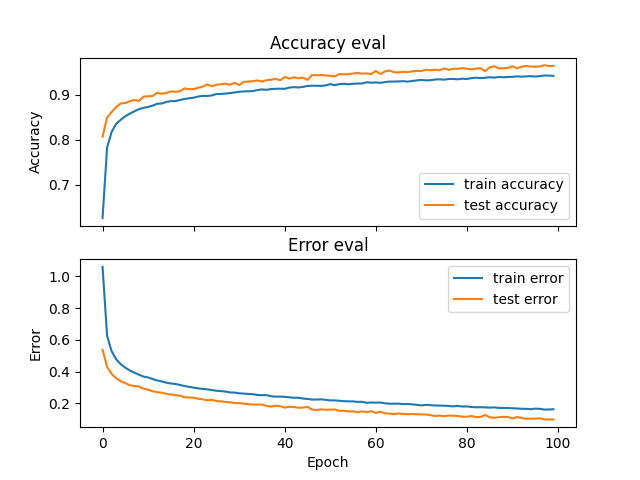 Accuracy eval
0.9
0.8
0.7
Accuracy
train accuracy
test accuracy
Error eval
1.0
0.8
0.6
0.4
0.2
Error
train error
test error
0 20 40 60 80 100
Epoch